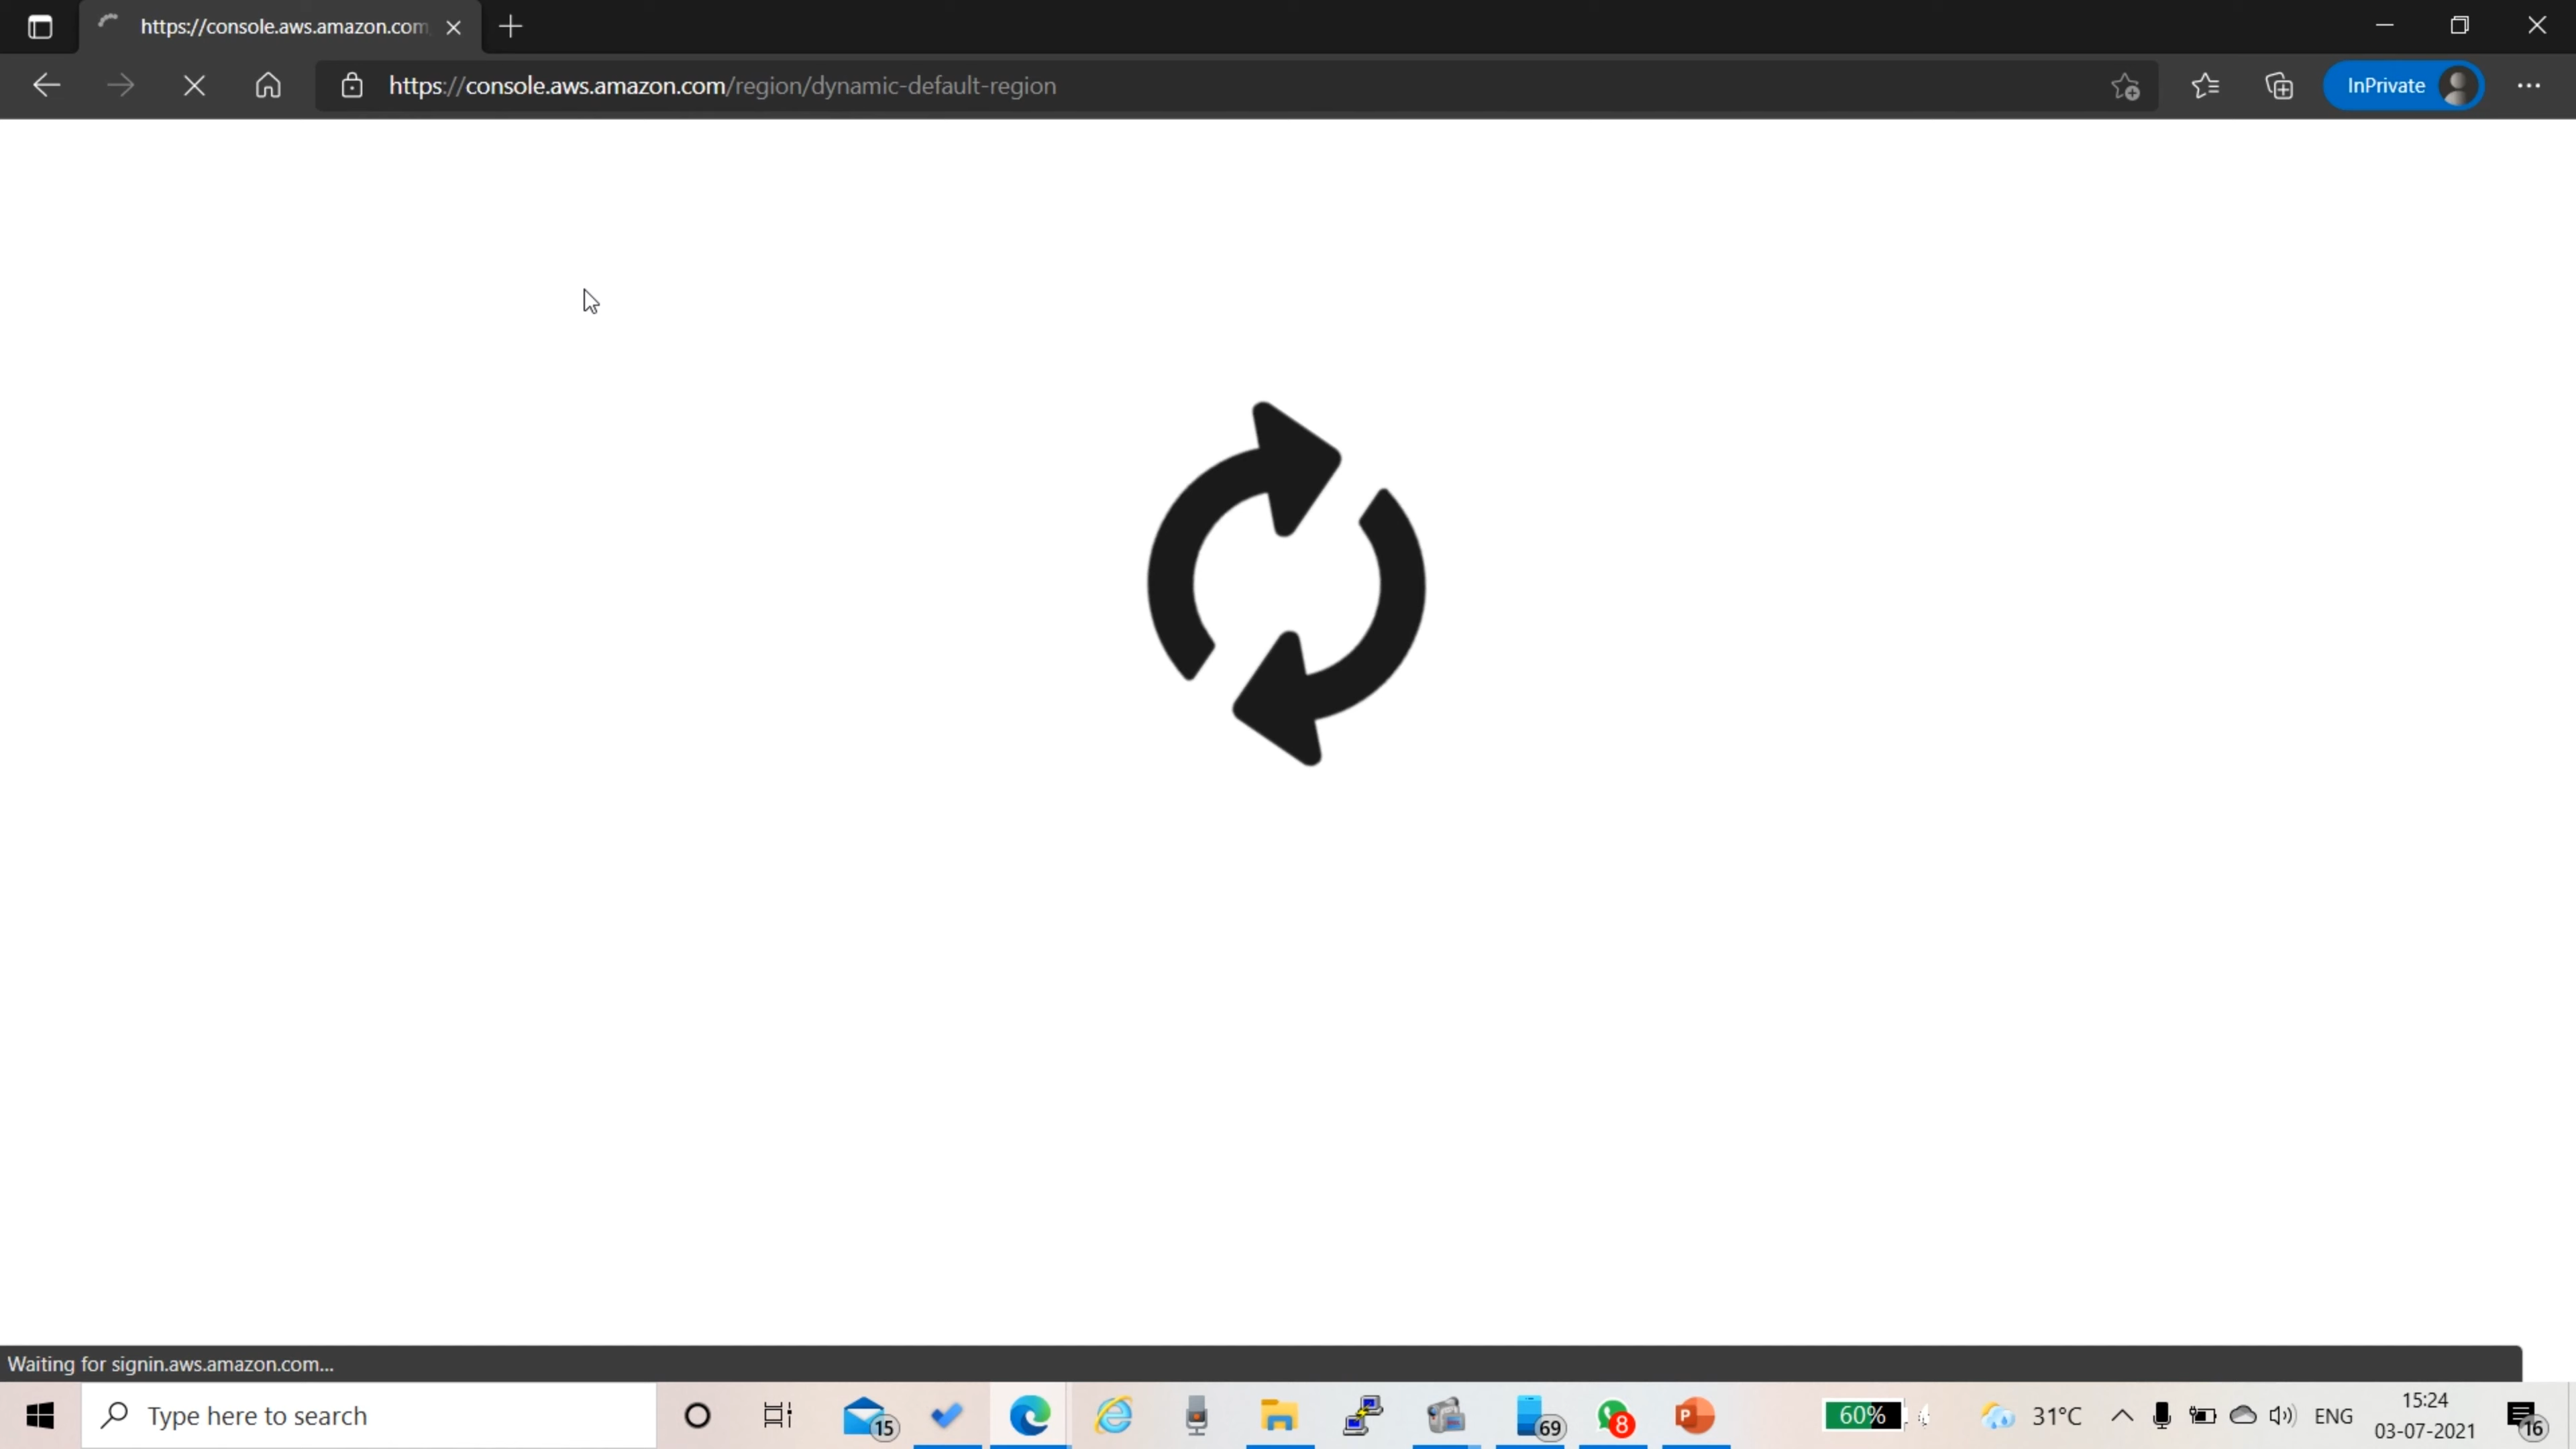 https://console.aws.amazon.com
https://console.aws.amazon.com/region/dynamic-default-region
InPrivate
Waiting for signin.aws.amazon.com...
Type here to search
15
69
8
P
60%
31°C
ENG
15:24
03-07-2021
16